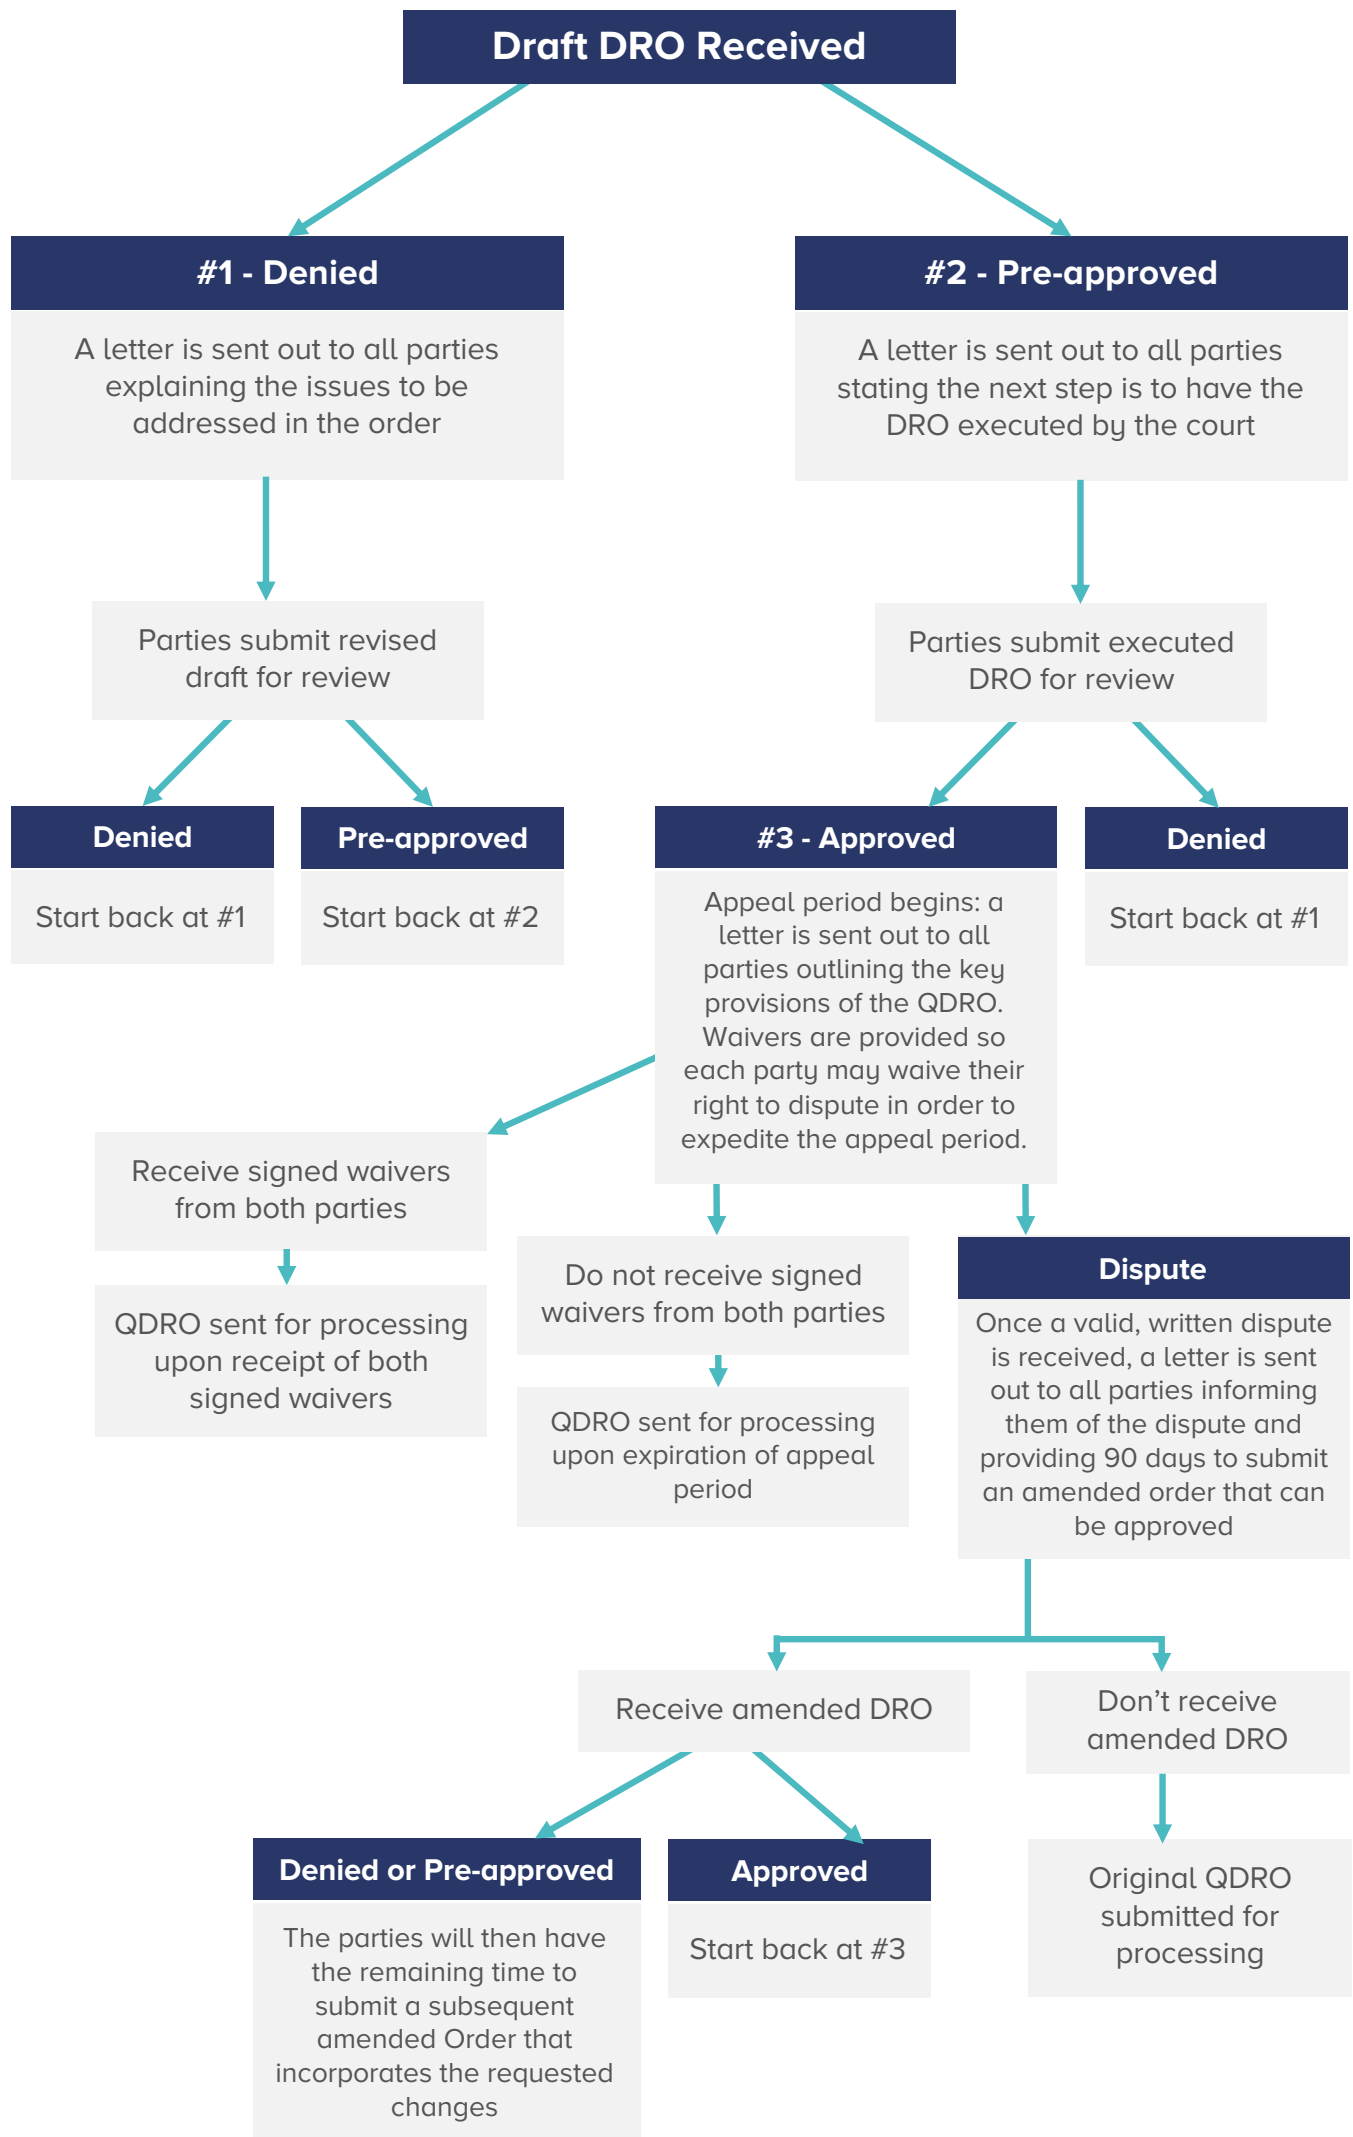 Draft DRO Received
#1 - Denied
A letter is sent out to all parties
explaining the issues to be
addressed in the order
#2 - Pre-approved
A letter is sent out to all parties
stating the next step is to have the
DRO executed by the court
Parties submit revised
draft for review
Parties submit executed
DRO for review
Denied
Start back at #1
Pre-approved
Start back at #2
#3 - Approved
Appeal period begins: a
letter is sent out to all
parties outlining the key
provisions of the QDRO.
Waivers are provided so
each party may waive their
right to dispute in order to
expedite the appeal period.
Denied
Start back at #1
Receive signed waivers
from both parties
QDRO sent for processing
upon receipt of both
signed waivers
Do not receive signed
waivers from both parties
QDRO sent for processing
upon expiration of appeal
period
Dispute
Once a valid, written dispute
is received, a letter is sent
out to all parties informing
them of the dispute and
providing 90 days to submit
an amended order that can
be approved
Receive amended DRO
Don’t receive
amended DRO
Denied or Pre-approved
The parties will then have
the remaining time to
submit a subsequent
amended Order that
incorporates the requested
changes
Approved
Start back at #3
Original QDRO
submitted for
processing